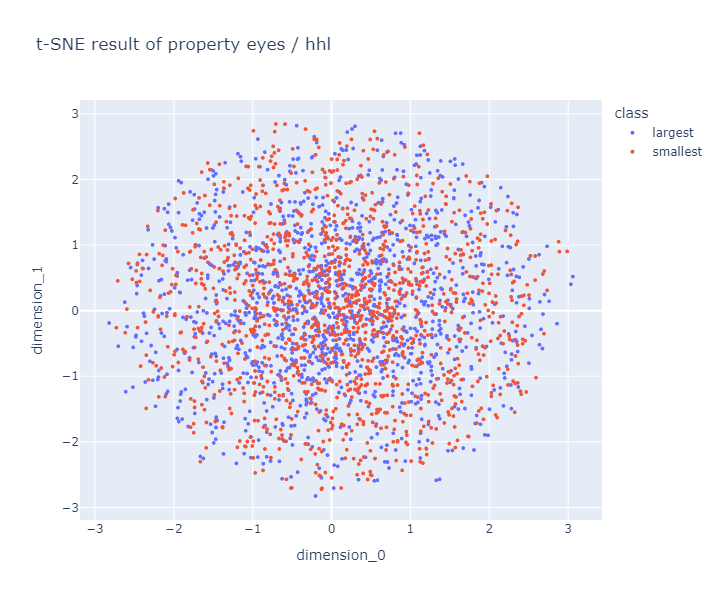 t-SNE result of property eyes / hhl
class
largest
smallest
3
2
1
0
−1
−2
−3
dimension_1
−3
−2
−1
0
1
2
3
dimension_0